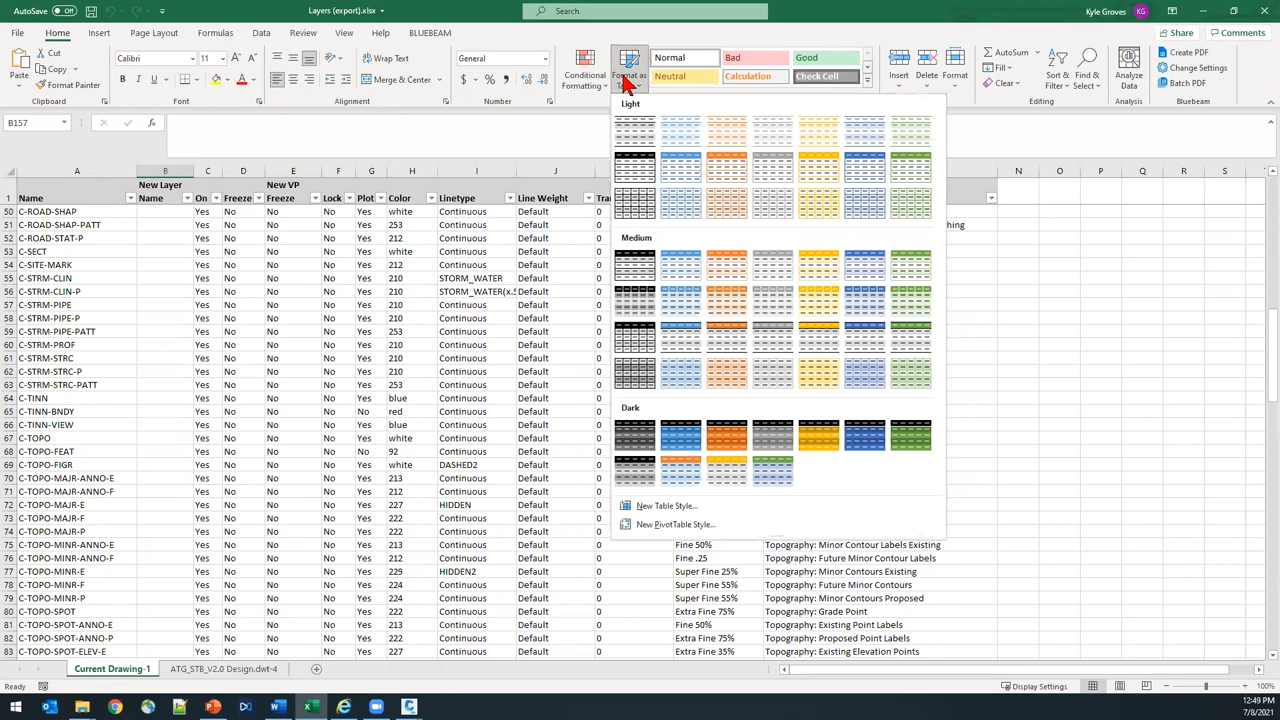 AutoSave Off Layers (export).xlsx Search Kyle Groves KG
File Home Insert Page Layout Formulas Data Review View Help BLUEBEAM Share Comments
Paste Cut Calibri 11 Wrap Text General Conditional Formatting Format as Normal Bad Good Insert Delete Format AutoSum Sort & Filter Find & Select Analyze Data Create PDF
Copy Merge & Center Neutral Calculation Check Cell Fill Change Settings
Format Painter Clear Batch PDF
Clipboard Font Alignment Number Editing Analysis Bluebeam
B157
Light
Medium
Dark
New Table Style...
New PivotTable Style...
N O P Q R S
D E F G H J
New Layer New VP
1 Name Name On Freeze Freeze Lock Plot Color Linetype Line Weight
50 C-ROAD-SHAP Yes No No No Yes white Continuous Default 0
51 C-ROAD-SHAP-PATT Yes No No No Yes 253 Continuous Default 0
52 C-ROAD-STAT-P Yes No No No Yes 212 Continuous Default 0
53 C-SECT Yes No No No Yes white Continuous Default 0
54 C-SITE-MARK Yes No No No Yes 222 Continuous Default 0
55 C-STRM-CLIN Yes No No No Yes 210 STORM_WATER Default 0
56 C-STRM-CLIN-P Yes No No No Yes 210 STORM_WATER(x.5 Default 0
57 C-STRM-PIPE Yes No No No Yes 210 Continuous Default 0
58 C-STRM-PIPE-P Yes No No No Yes 210 Continuous Default 0
59 C-STRM-PIPE-PATT Yes No No No Yes 253 Continuous Default 0
60 C-STRM-PROF Yes No No No Yes 210 Continuous Default 0
61 C-STRM-STRC Yes No No No Yes 210 Continuous Default 0
62 C-STRM-STRC-P Yes No No No Yes 210 Continuous Default 0
63 C-STRM-STRC-PATT Yes No No No Yes 253 Continuous Default 0
64 C-TINN Yes No No No Yes blue Continuous Default 0
65 C-TINN-BNDY Yes No No No No red Continuous Default 0
66 C-TINN-VIEW Yes No No No Yes blue Continuous Default 0
67 C-TOPO Yes No No No Yes white Continuous Default 0
68 C-TOPO-FEAT Yes No No No No 92 Continuous Default 0
69 C-TOPO-FIGR Yes No No No Yes white DASHED2 Default 0
70 C-TOPO-MAJR-ANNO-E Yes No No No Yes 213 Continuous Default 0
71 C-TOPO-MAJR-ANNO-F Yes No No No Yes 212 Continuous Default 0
72 C-TOPO-MAJR-E Yes No No No Yes 227 HIDDEN Default 0
73 C-TOPO-MAJR-F Yes No No No Yes 222 Continuous Default 0
74 C-TOPO-MAJR-P Yes No No No Yes 222 Continuous Default 0
75 C-TOPO-MINR-ANNO-E Yes No No No Yes 213 Continuous Default 0 Fine 50% Topography: Minor Contour Labels Existing
76 C-TOPO-MINR-ANNO-F Yes No No No Yes 212 Continuous Default 0 Fine .25 Topography: Future Minor Contour Labels
77 C-TOPO-MINR-E Yes No No No Yes 229 HIDDEN2 Default 0 Super Fine 25% Topography: Minor Contours Existing
78 C-TOPO-MINR-F Yes No No No Yes 224 Continuous Default 0 Super Fine 55% Topography: Future Minor Contours
79 C-TOPO-MINR-P Yes No No No Yes 224 Continuous Default 0 Super Fine 55% Topography: Minor Contours Proposed
80 C-TOPO-SPOT Yes No No No Yes 222 Continuous Default 0 Extra Fine 75% Topography: Grade Point
81 C-TOPO-SPOT-ANNO-E Yes No No No Yes 213 Continuous Default 0 Fine 50% Topography: Existing Point Labels
82 C-TOPO-SPOT-ANNO-P Yes No No No Yes 222 Continuous Default 0 Extra Fine 75% Topography: Proposed Point Labels
83 C-TOPO-SPOT-ELEV-E Yes No No No Yes 227 Continuous Default 0 Extra Fine 35% Topography: Existing Elevation Points
Current Drawing-1 ATG_STB_V2.0 Design.dwt-4
Ready Display Settings 100%
12:49 PM
7/8/2021